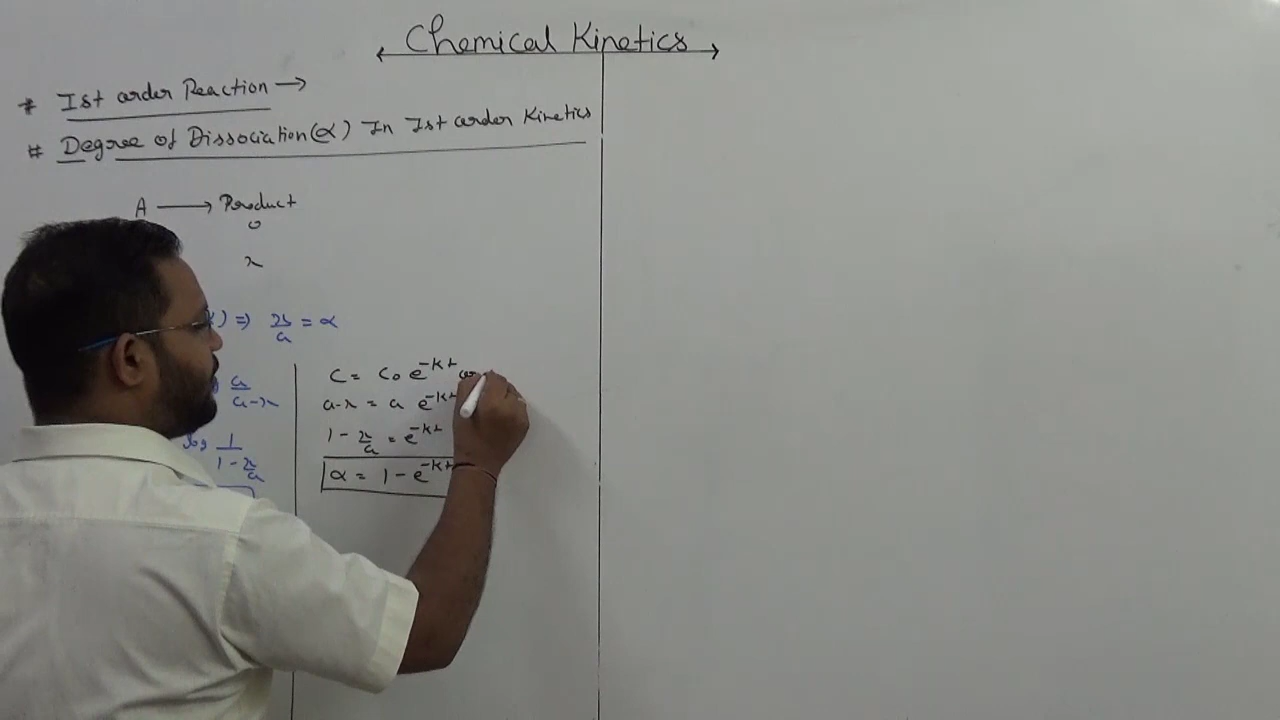 Chemical Kinetics
* Ist order Reaction →
# Degree of Dissociation(α) In Ist order Kinetics
A ⟶ Product
0
x
) ⇒ x/a = α
a/a-x
log 1/1-x/a
C = C₀ e^-kt
a-x = a e^-kt
1 - x/a = e^-kt
α = 1 - e^-kt